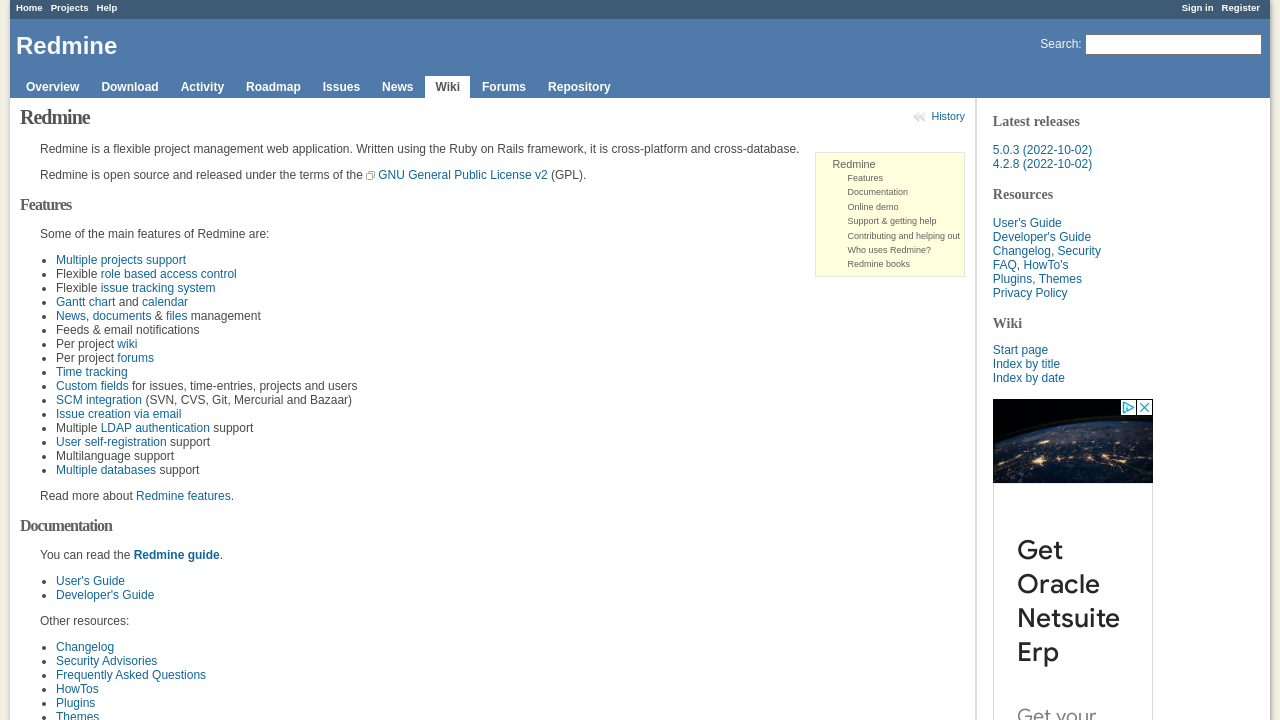 Home Projects Help Sign in Register
Redmine
Search:
Overview Download Activity Roadmap Issues News Wiki Forums Repository
Redmine
History
Redmine is a flexible project management web application. Written using the Ruby on Rails framework, it is cross-platform and cross-database.
Redmine is open source and released under the terms of the GNU General Public License v2 (GPL).
Redmine
Features
Documentation
Online demo
Support & getting help
Contributing and helping out
Who uses Redmine?
Redmine books
Features
Some of the main features of Redmine are:
Multiple projects support
Flexible role based access control
Flexible issue tracking system
Gantt chart and calendar
News, documents & files management
Feeds & email notifications
Per project wiki
Per project forums
Time tracking
Custom fields for issues, time-entries, projects and users
SCM integration (SVN, CVS, Git, Mercurial and Bazaar)
Issue creation via email
Multiple LDAP authentication support
User self-registration support
Multilanguage support
Multiple databases support
Read more about Redmine features.
Documentation
You can read the Redmine guide.
User's Guide
Developer's Guide
Other resources:
Changelog
Security Advisories
Frequently Asked Questions
HowTos
Plugins
Themes
Latest releases
5.0.3 (2022-10-02)
4.2.8 (2022-10-02)
Resources
User's Guide
Developer's Guide
Changelog, Security
FAQ, HowTo's
Plugins, Themes
Privacy Policy
Wiki
Start page
Index by title
Index by date
Get
Oracle
Netsuite
Erp
Get your